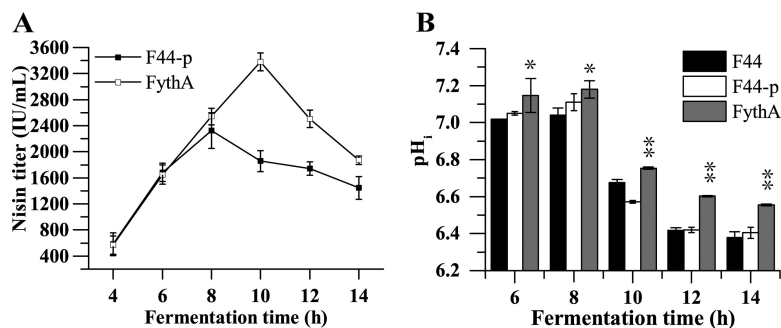 A
Nisin titer (IU/mL)
3600
3200
2800
2400
2000
1600
1200
800
400
F44-p
FythA
4 6 8 10 12 14
Fermentation time (h)
B
pHi
7.4
7.2
7.0
6.8
6.6
6.4
6.2
F44
F44-p
FythA
*
*
**
**
**
6 8 10 12 14
Fermentation time (h)